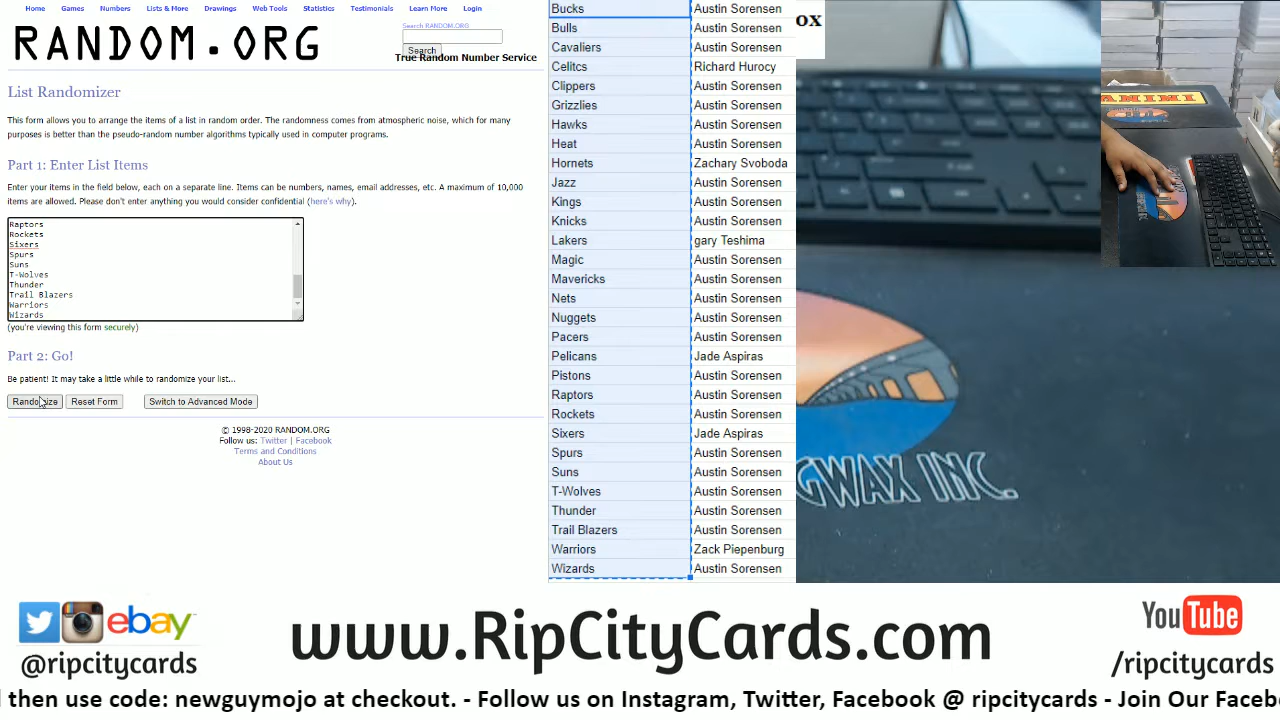 Home Games Numbers Lists & More Drawings Web Tools Statistics Testimonials Learn More Login
RANDOM.ORG
Search RANDOM.ORG
Search
True Random Number Service
List Randomizer
This form allows you to arrange the items of a list in random order. The randomness comes from atmospheric noise, which for many
purposes is better than the pseudo-random number algorithms typically used in computer programs.
Part 1: Enter List Items
Enter your items in the field below, each on a separate line. Items can be numbers, names, email addresses, etc. A maximum of 10,000
items are allowed. Please don't enter anything you would consider confidential (here's why).
Raptors
Rockets
Sixers
Spurs
Suns
T-Wolves
Thunder
Trail Blazers
Warriors
Wizards
(you're viewing this form securely)
Part 2: Go!
Be patient! It may take a little while to randomize your list...
Randomize Reset Form Switch to Advanced Mode
© 1998-2020 RANDOM.ORG
Follow us: Twitter | Facebook
Terms and Conditions
About Us
Bucks Austin Sorensen
Bulls Austin Sorensen
Cavaliers Austin Sorensen
Celitcs Richard Hurocy
Clippers Austin Sorensen
Grizzlies Austin Sorensen
Hawks Austin Sorensen
Heat Austin Sorensen
Hornets Zachary Svoboda
Jazz Austin Sorensen
Kings Austin Sorensen
Knicks Austin Sorensen
Lakers gary Teshima
Magic Austin Sorensen
Mavericks Austin Sorensen
Nets Austin Sorensen
Nuggets Austin Sorensen
Pacers Austin Sorensen
Pelicans Jade Aspiras
Pistons Austin Sorensen
Raptors Austin Sorensen
Rockets Austin Sorensen
Sixers Jade Aspiras
Spurs Austin Sorensen
Suns Austin Sorensen
T-Wolves Austin Sorensen
Thunder Austin Sorensen
Trail Blazers Austin Sorensen
Warriors Zack Piepenburg
Wizards Austin Sorensen
ox
GWAX INC.
ebay
@ripcitycards
www.RipCityCards.com
YouTube
/ripcitycards
then use code: newguymojo at checkout. - Follow us on Instagram, Twitter, Facebook @ ripcitycards - Join Our Faceb